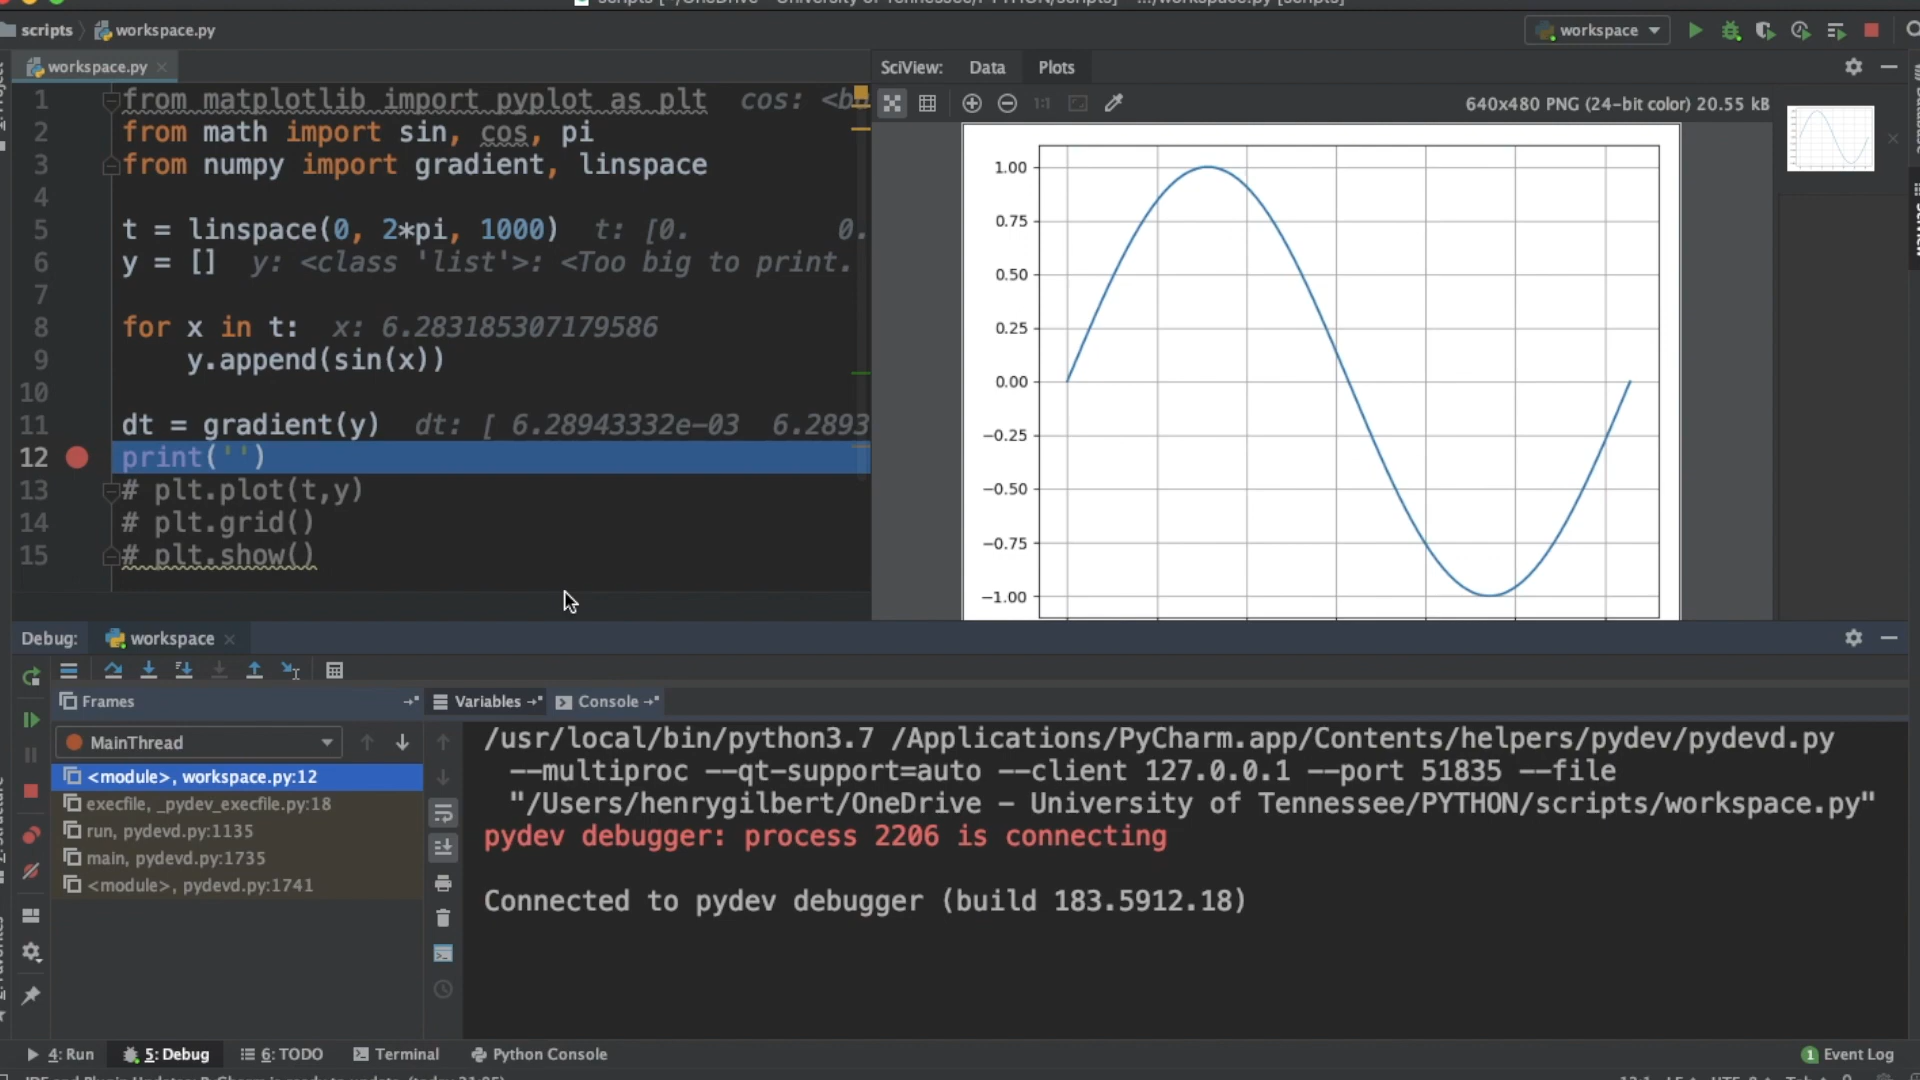 scripts workspace.py
workspace
workspace.py
SciView: Data Plots
1 from matplotlib import pyplot as plt cos: <b
2 from math import sin, cos, pi
3 from numpy import gradient, linspace
4
5 t = linspace(0, 2*pi, 1000) t: [0. 0.
6 y = [] y: <class 'list'>: <Too big to print.
7
8 for x in t: x: 6.283185307179586
9 y.append(sin(x))
10
11 dt = gradient(y) dt: [ 6.28943332e-03 6.2893
12 print('')
13 # plt.plot(t,y)
14 # plt.grid()
15 # plt.show()
1:1
640x480 PNG (24-bit color) 20.55 kB
1.00
0.75
0.50
0.25
0.00
−0.25
−0.50
−0.75
−1.00
Debug: workspace
Frames
Variables
Console
MainThread
<module>, workspace.py:12
execfile, _pydev_execfile.py:18
run, pydevd.py:1135
main, pydevd.py:1735
<module>, pydevd.py:1741
/usr/local/bin/python3.7 /Applications/PyCharm.app/Contents/helpers/pydev/pydevd.py
--multiproc --qt-support=auto --client 127.0.0.1 --port 51835 --file
"/Users/henrygilbert/OneDrive - University of Tennessee/PYTHON/scripts/workspace.py"
pydev debugger: process 2206 is connecting
Connected to pydev debugger (build 183.5912.18)
4: Run 5: Debug 6: TODO Terminal Python Console
1 Event Log